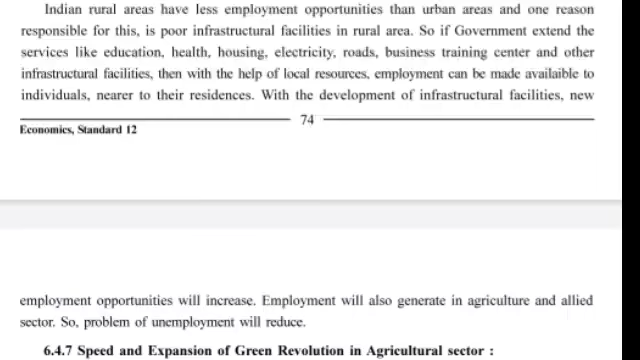 Indian rural areas have less employment opportunities than urban areas and one reason
responsible for this, is poor infrastructural facilities in rural area. So if Government extend the
services like education, health, housing, electricity, roads, business training center and other
infrastructural facilities, then with the help of local resources, employment can be made availaible to
individuals, nearer to their residences. With the development of infrastructural facilities, new
74
Economics, Standard 12
employment opportunities will increase. Employment will also generate in agriculture and allied
sector. So, problem of unemployment will reduce.
6.4.7 Speed and Expansion of Green Revolution in Agricultural sector :